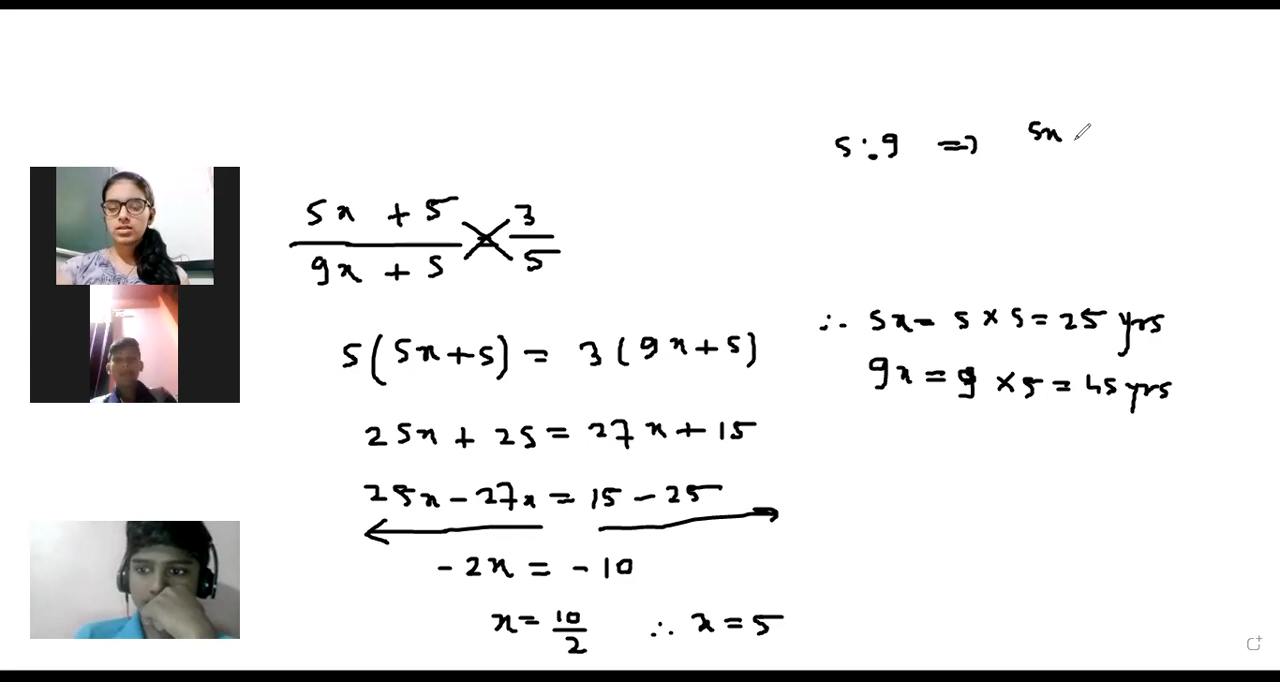 5:9 => 5x
5x + 5 3
9x + 5 5
5(5x+5) = 3(9x+5)
25x + 25 = 27x + 15
25x - 27x = 15 - 25
-2x = -10
x = 10/2 ∴ x = 5
∴ 5x = 5 × 5 = 25 yrs
9x = 9 × 5 = 45 yrs